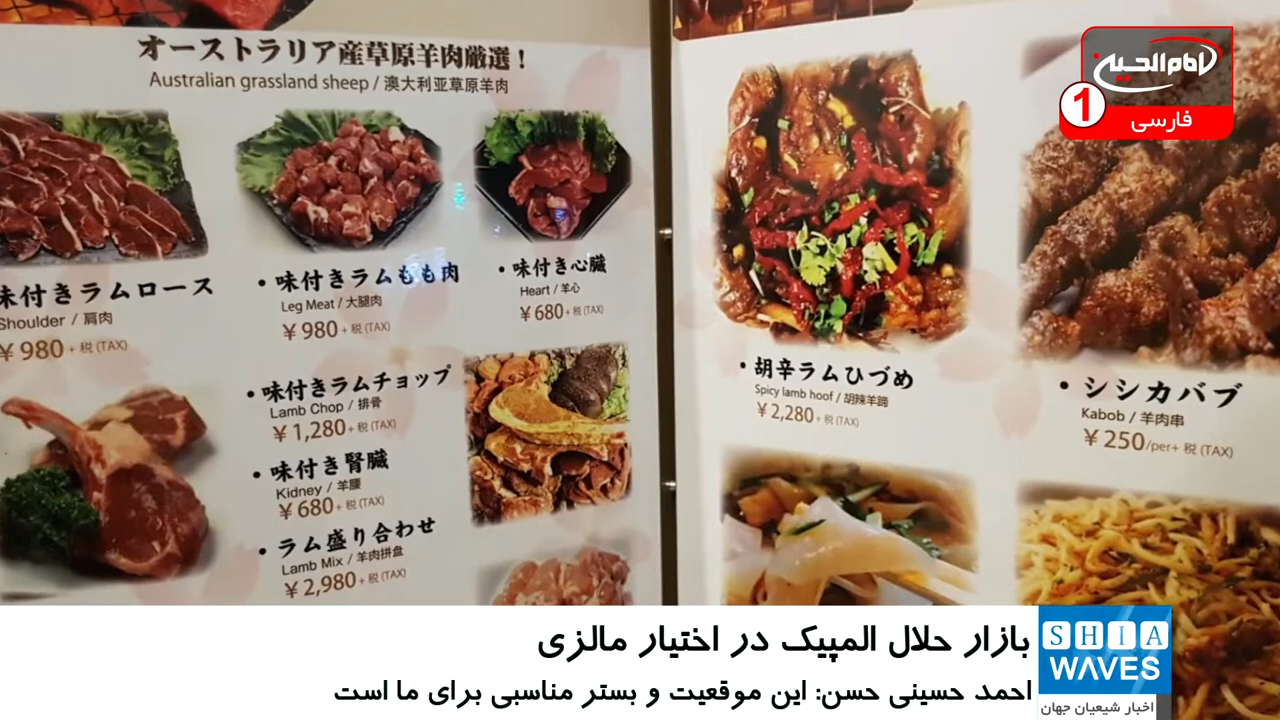 オーストラリア産草原羊肉厳選！
Australian grassland sheep / 澳大利亚草原羊肉
味付きラムロース
Shoulder / 肩肉
¥980 + 税 (TAX)
• 味付きラムもも肉
Leg Meat / 大腿肉
¥980 + 税 (TAX)
• 味付き心臓
Heart / 羊心
¥680 + 税 (TAX)
• 味付きラムチョップ
Lamb Chop / 排骨
¥1,280 + 税 (TAX)
• 味付き腎臓
Kidney / 羊腰
¥680 + 税 (TAX)
• ラム盛り合わせ
Lamb Mix / 羊肉拼盘
¥2,980 + 税 (TAX)
• 胡辛ラムひづめ
Spicy lamb hoof / 胡辣羊蹄
¥2,280 + 税 (TAX)
• シシカバブ
Kabob / 羊肉串
¥250/per+ 税 (TAX)
امام الحسین
1
فارسی
بازار حلال المپیک در اختیار مالزی
احمد حسینی حسن: این موقعیت و بستر مناسبی برای ما است
SHIA
WAVES
اخبار شیعیان جهان